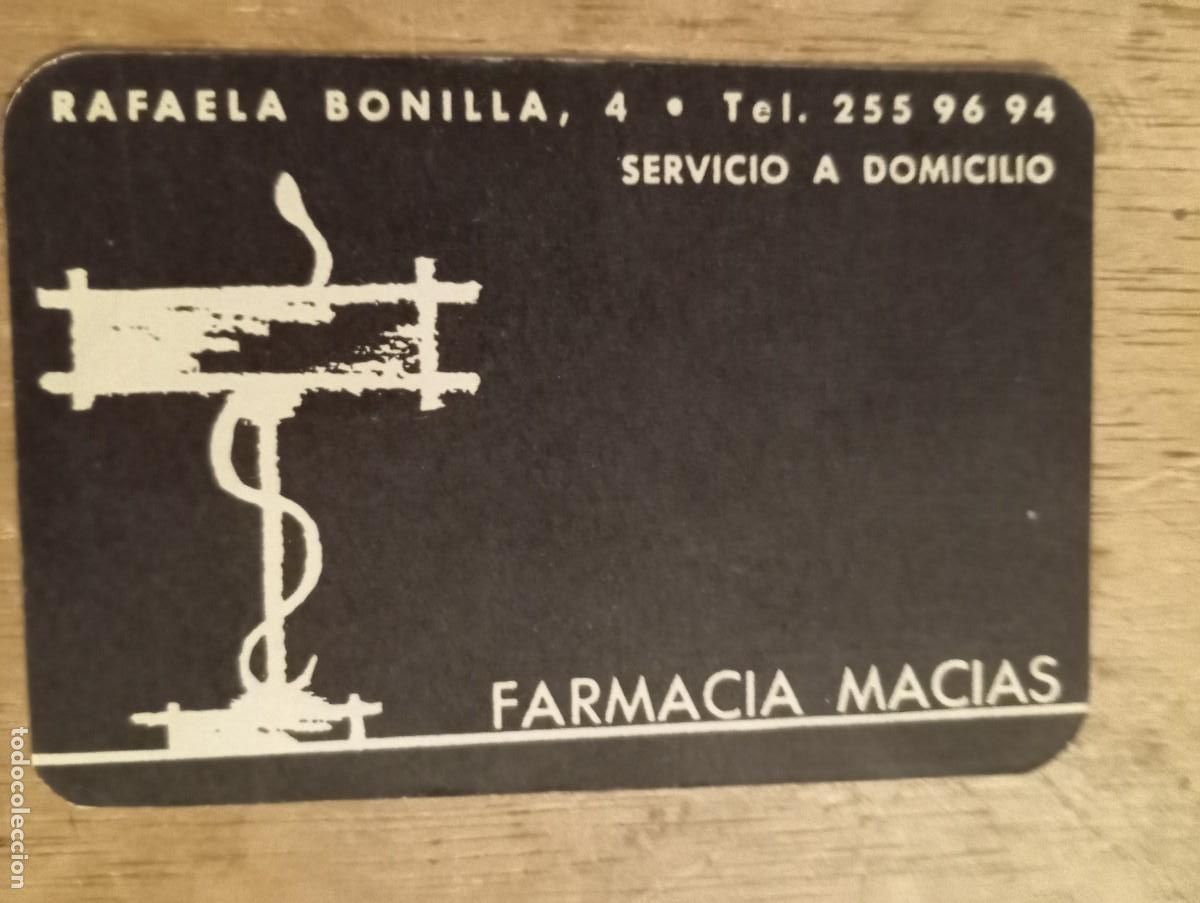 RAFAELA BONILLA, 4 • Tel. 255 96 94
SERVICIO A DOMICILIO
FARMACIA MACIAS
todocoleccion